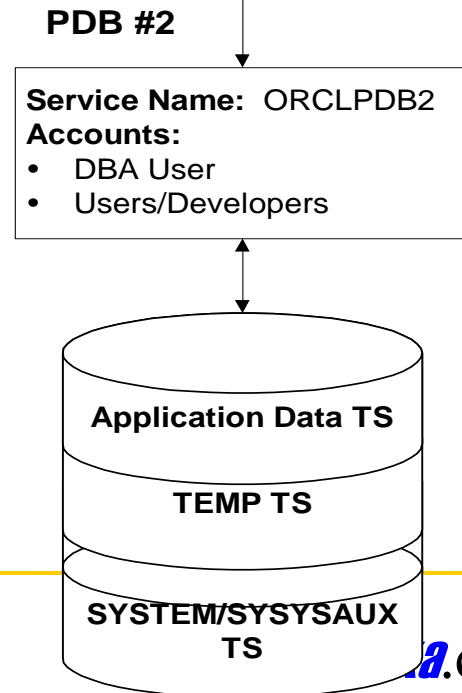 PDB #2
Service Name: ORCLPDB2
Accounts:
• DBA User
• Users/Developers
Application Data TS
TEMP TS
SYSTEM/SYSYSAUX
TS